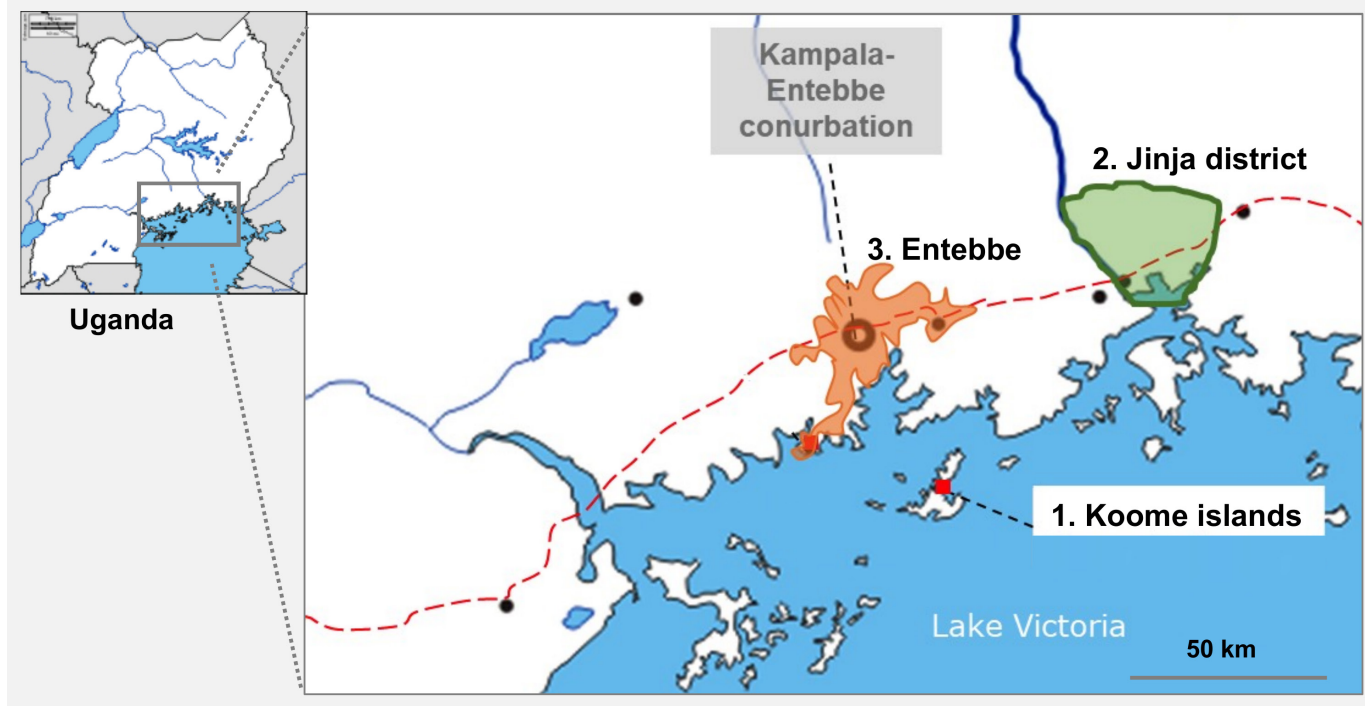 Kampala-
Entebbe
conurbation
2. Jinja district
3. Entebbe
Uganda
1. Koome islands
Lake Victoria
50 km